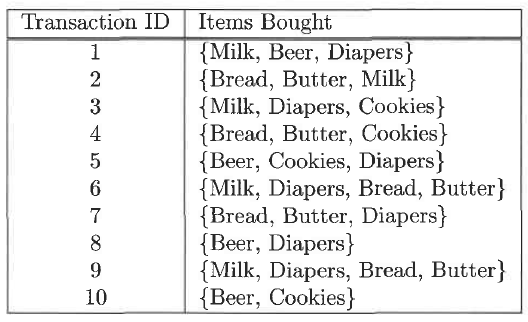 Transaction ID Items Bought
1 {Milk, Beer, Diapers}
2 {Bread, Butter, Milk}
3 {Milk, Diapers, Cookies}
4 {Bread, Butter, Cookies}
5 {Beer, Cookies, Diapers}
6 {Milk, Diapers, Bread, Butter}
7 {Bread, Butter, Diapers}
8 {Beer, Diapers}
9 {Milk, Diapers, Bread, Butter}
10 {Beer, Cookies}